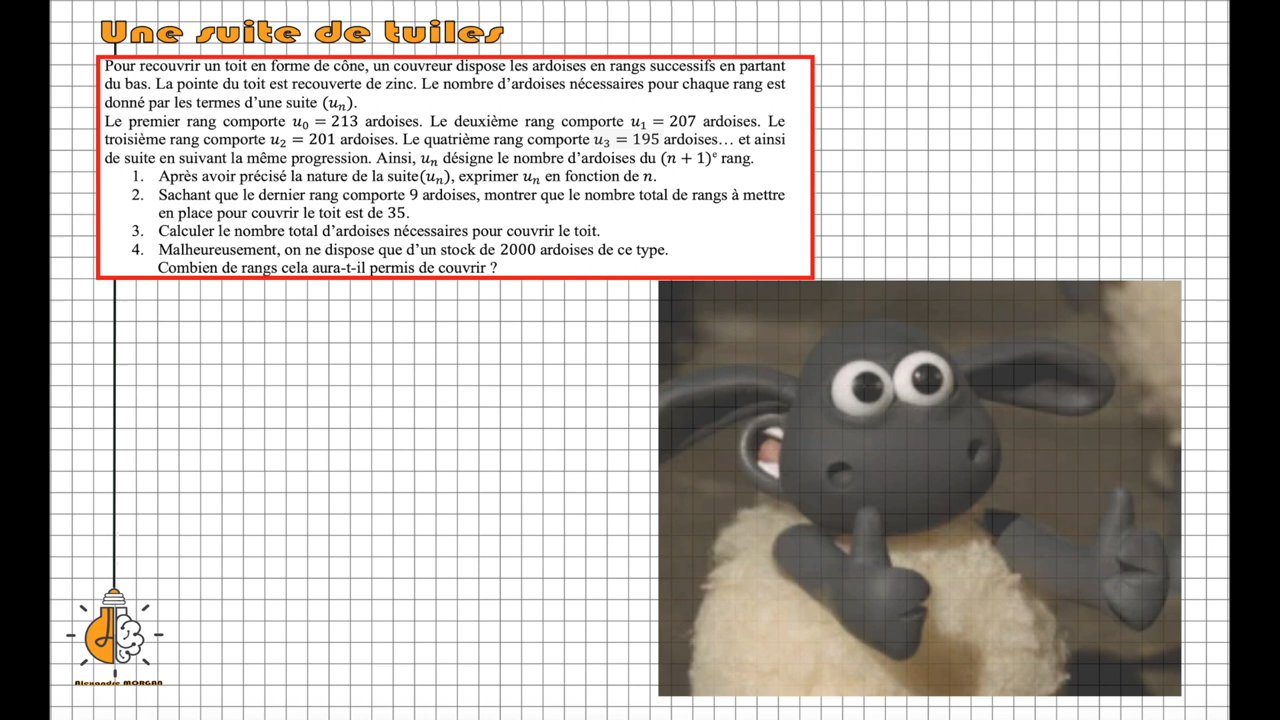 Une suite de tuiles
Pour recouvrir un toit en forme de cône, un couvreur dispose les ardoises en rangs successifs en partant
du bas. La pointe du toit est recouverte de zinc. Le nombre d'ardoises nécessaires pour chaque rang est
donné par les termes d'une suite (uₙ).
Le premier rang comporte u₀ = 213 ardoises. Le deuxième rang comporte u₁ = 207 ardoises. Le
troisième rang comporte u₂ = 201 ardoises. Le quatrième rang comporte u₃ = 195 ardoises… et ainsi
de suite en suivant la même progression. Ainsi, uₙ désigne le nombre d'ardoises du (n + 1)ᵉ rang.
1. Après avoir précisé la nature de la suite(uₙ), exprimer uₙ en fonction de n.
2. Sachant que le dernier rang comporte 9 ardoises, montrer que le nombre total de rangs à mettre
en place pour couvrir le toit est de 35.
3. Calculer le nombre total d'ardoises nécessaires pour couvrir le toit.
4. Malheureusement, on ne dispose que d'un stock de 2000 ardoises de ce type.
Combien de rangs cela aura-t-il permis de couvrir ?
Alexandre MORGAN